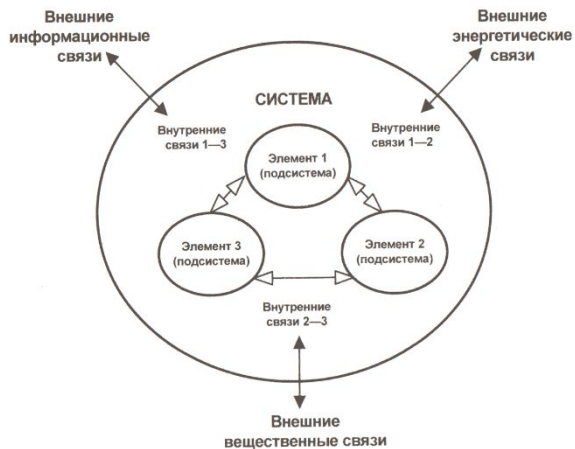 Внешние
информационные
связи
Внешние
энергетические
связи
СИСТЕМА
Внутренние
связи 1—3
Внутренние
связи 1—2
Элемент 1
(подсистема)
Элемент 3
(подсистема)
Элемент 2
(подсистема)
Внутренние
связи 2—3
Внешние
вещественные связи